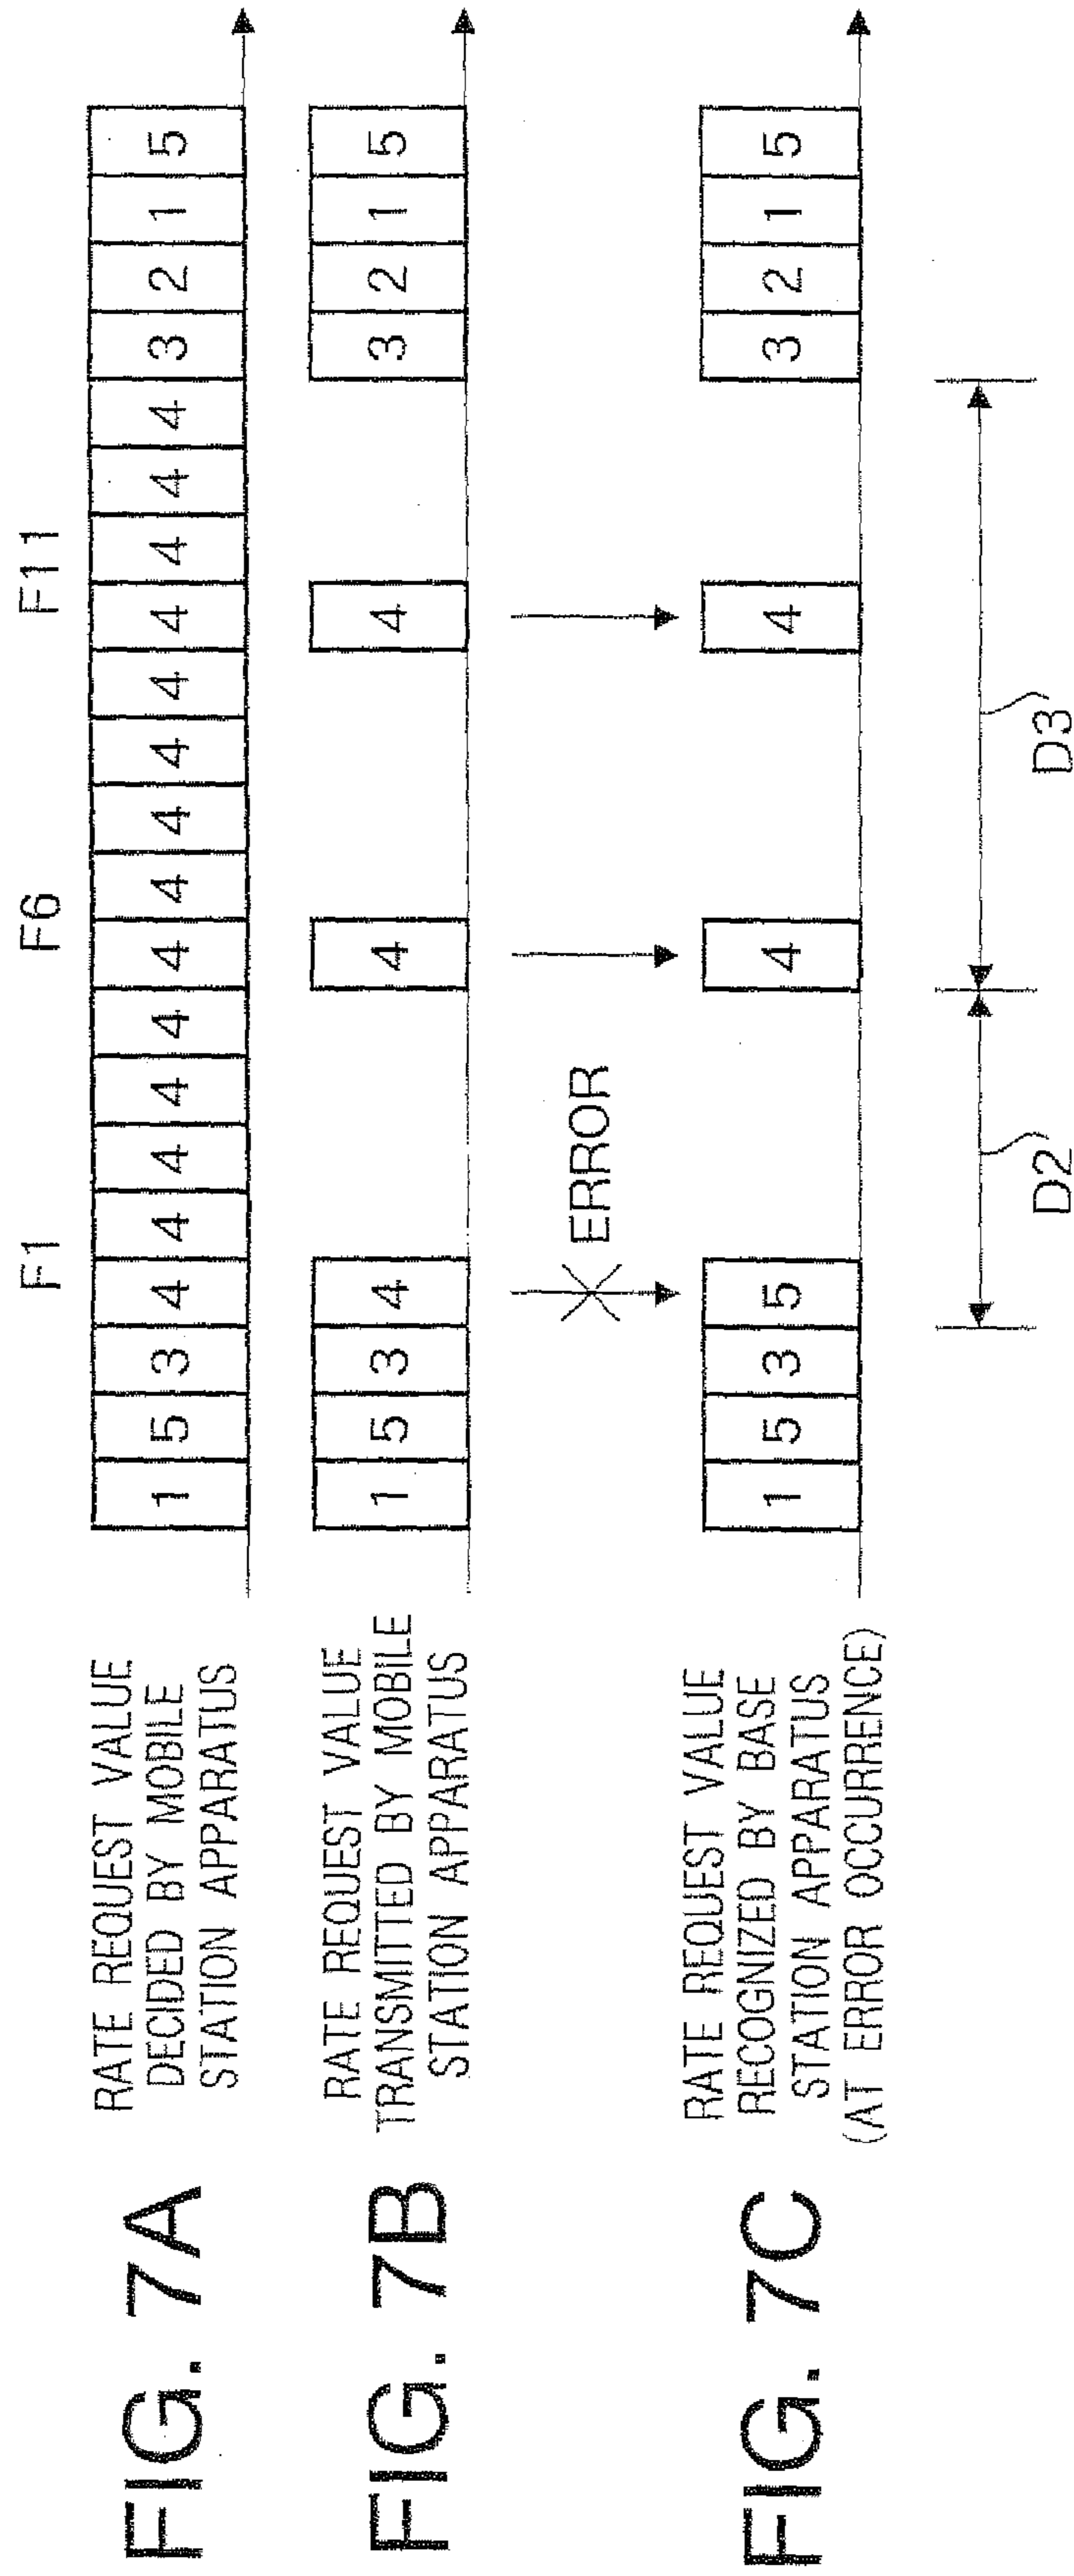 F1 F6 F11
FIG. 7A
RATE REQUEST VALUE
DECIDED BY MOBILE
STATION APPARATUS
1 5 3 4 4 4 4 4 4 4 4 4 4 4 4 4 4 3 2 1 5
FIG. 7B
RATE REQUEST VALUE
TRANSMITTED BY MOBILE
STATION APPARATUS
1 5 3 4 4 4 3 2 1 5
ERROR
FIG. 7C
RATE REQUEST VALUE
RECOGNIZED BY BASE
STATION APPARATUS
(AT ERROR OCCURRENCE)
1 5 3 5 4 4 3 2 1 5
D2 D3